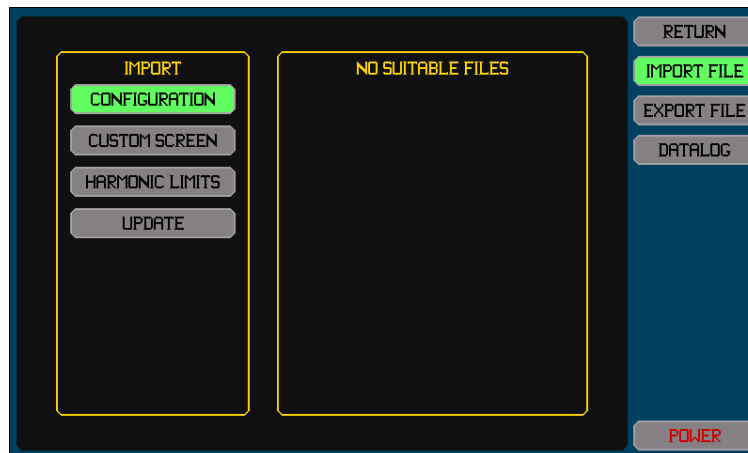 IMPORT
CONFIGURATION
CUSTOM SCREEN
HARMONIC LIMITS
UPDATE
NO SUITABLE FILES
RETURN
IMPORT FILE
EXPORT FILE
DATALOG
POWER